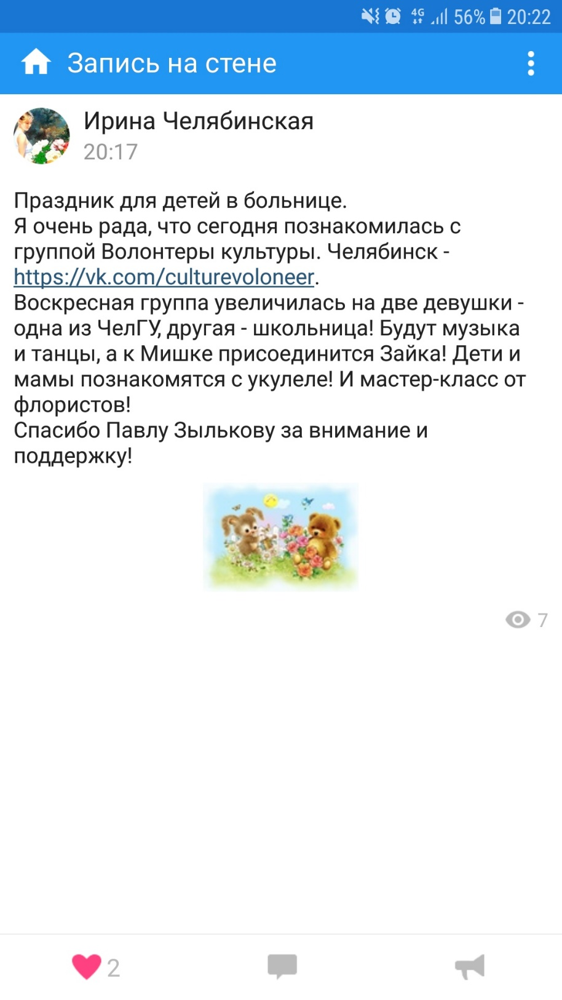 4G 56% 20:22
Запись на стене
Ирина Челябинская
20:17
Праздник для детей в больнице.
Я очень рада, что сегодня познакомилась с
группой Волонтеры культуры. Челябинск -
https://vk.com/culturevoloneer.
Воскресная группа увеличилась на две девушки -
одна из ЧелГУ, другая - школьница! Будут музыка
и танцы, а к Мишке присоединится Зайка! Дети и
мамы познакомятся с укулеле! И мастер-класс от
флористов!
Спасибо Павлу Зылькову за внимание и
поддержку!
7
2